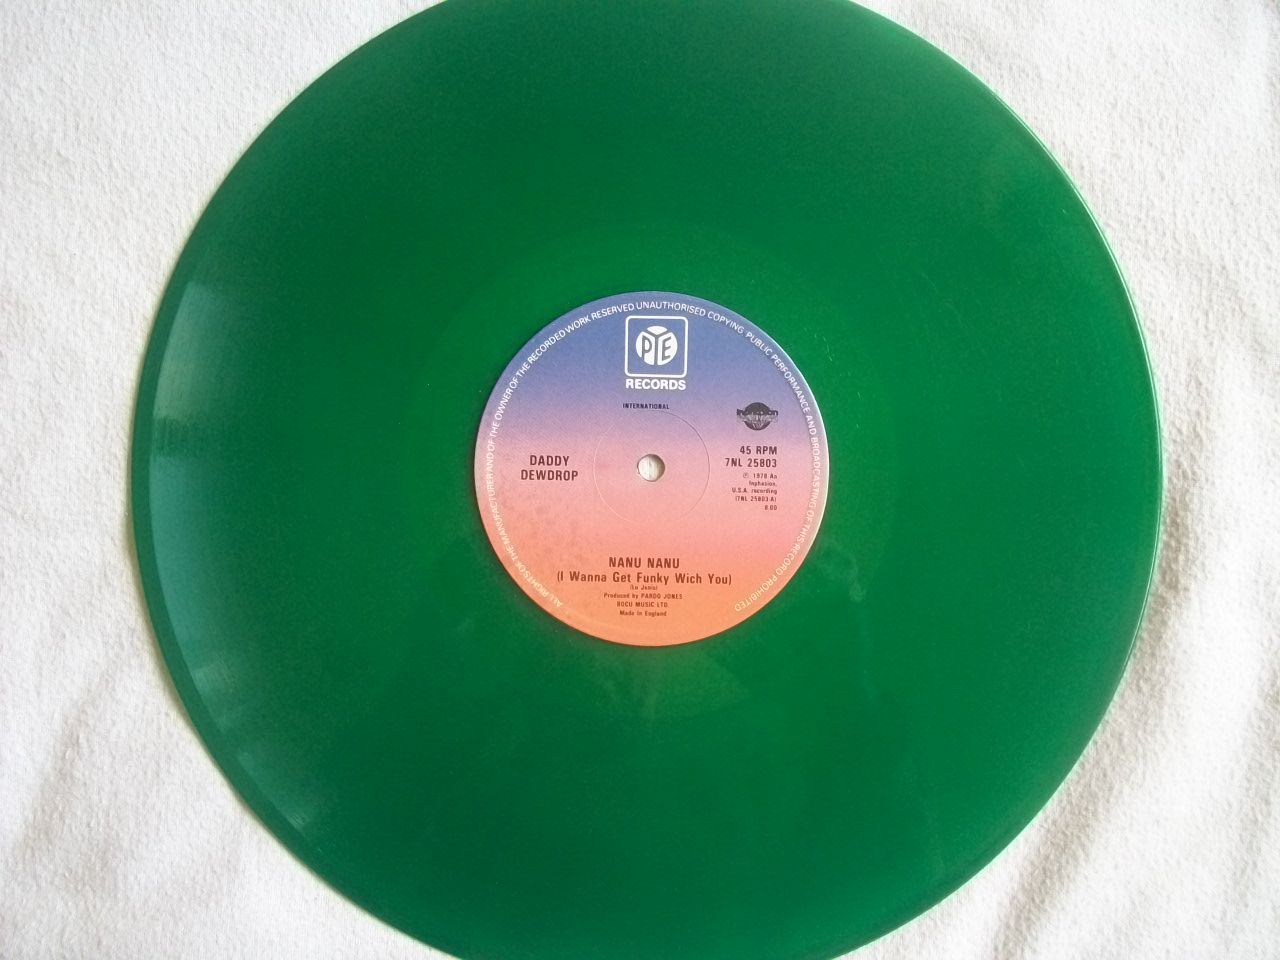 ALL RIGHTS OF THE MANUFACTURER AND OF THE OWNER OF THE RECORDED WORK RESERVED UNAUTHORISED COPYING PUBLIC PERFORMANCE AND BROADCASTING OF THIS RECORD PROHIBITED
PYE
RECORDS
INTERNATIONAL
inphasion
DADDY
DEWDROP
45 RPM
7NL 25803
℗ 1978 An
Inphasion,
U.S.A. recording
(7NL 25803-A)
NANU NANU
(I Wanna Get Funky Wich You)
Produced by PARDO JONES
BOCU MUSIC LTD.
Made in England